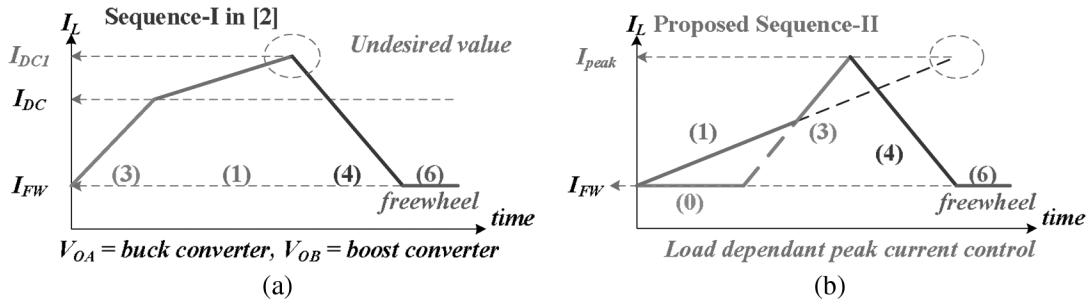 Sequence-I in [2]
I_L
I_DC1
Undesired value
I_DC
I_FW
(3) (1) (4) (6)
freewheel
time
V_OA = buck converter, V_OB = boost converter
(a)
Proposed Sequence-II
I_L
I_peak
(1) (3)
(4)
I_FW
(6)
(0)
freewheel
time
Load dependant peak current control
(b)